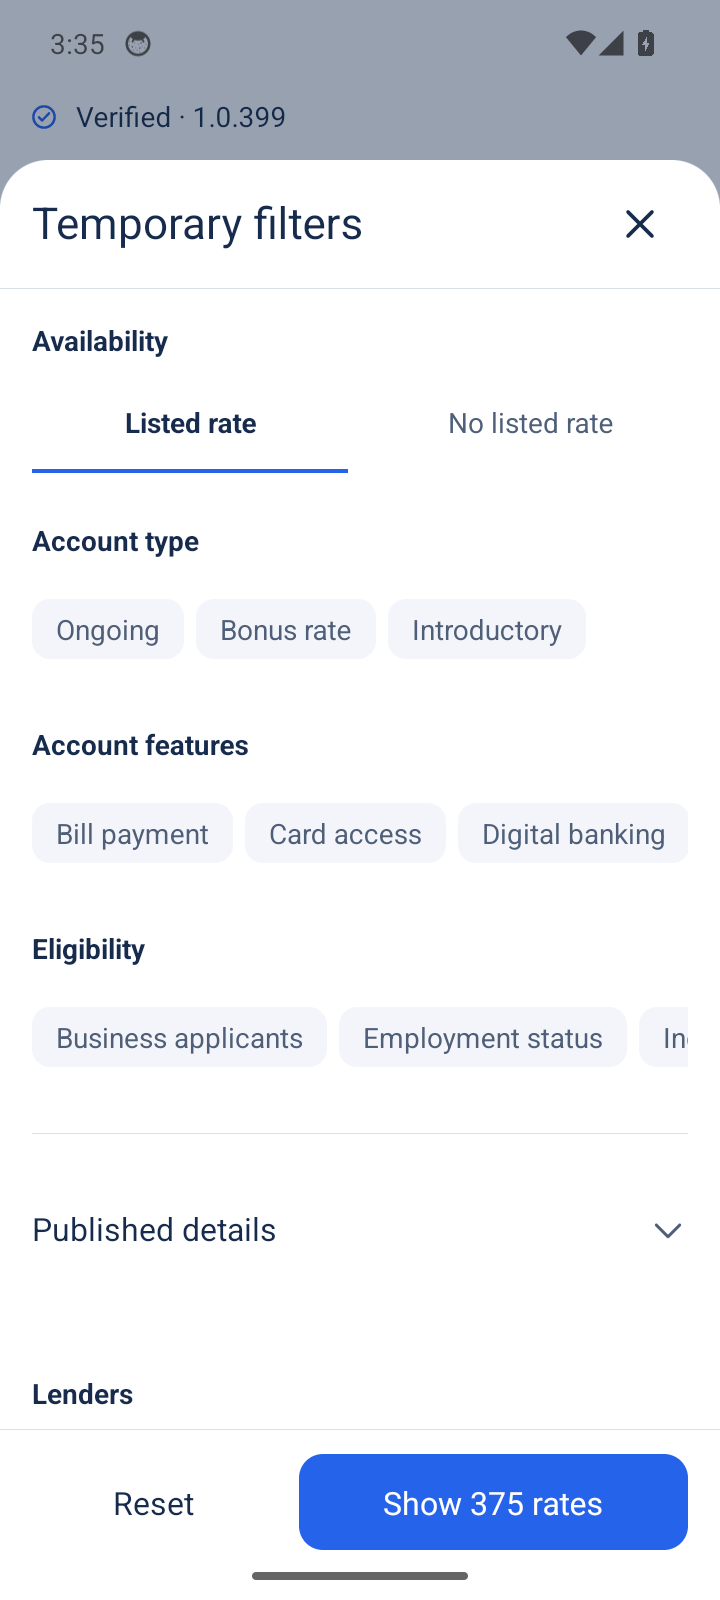 3:35
Verified · 1.0.399
Temporary filters
Availability
Listed rate
No listed rate
Account type
Ongoing
Bonus rate
Introductory
Account features
Bill payment
Card access
Digital banking
Eligibility
Business applicants
Employment status
Published details
Lenders
Reset
Show 375 rates